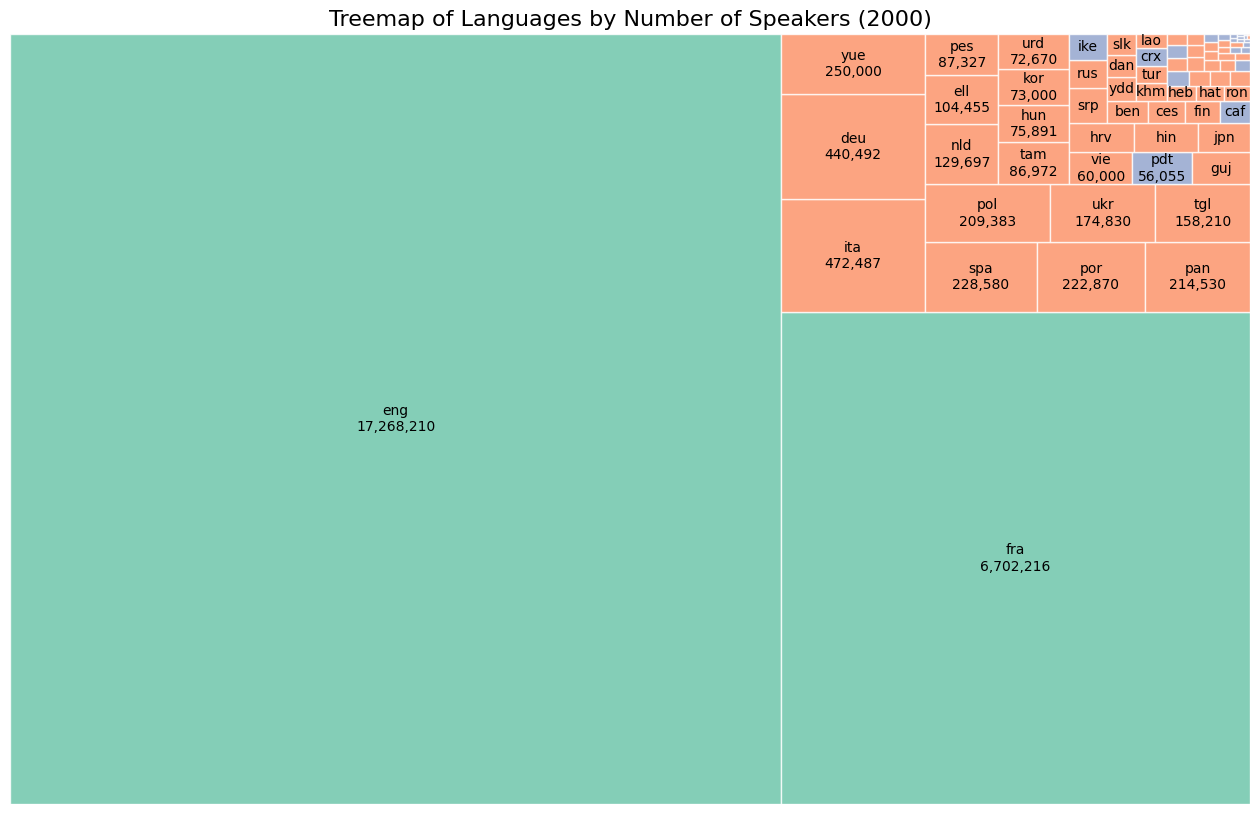 Treemap of Languages by Number of Speakers (2000)
eng
17,268,210
fra
6,702,216
ita
472,487
deu
440,492
yue
250,000
spa
228,580
por
222,870
pan
214,530
pol
209,383
ukr
174,830
tgl
158,210
nld
129,697
ell
104,455
pes
87,327
tam
86,972
hun
75,891
kor
73,000
urd
72,670
vie
60,000
pdt
56,055
guj
hrv
hin
jpn
srp
rus
ike
ben
ces
fin
caf
ydd
dan
slk
khm
tur
crx
lao
heb
hat
ron